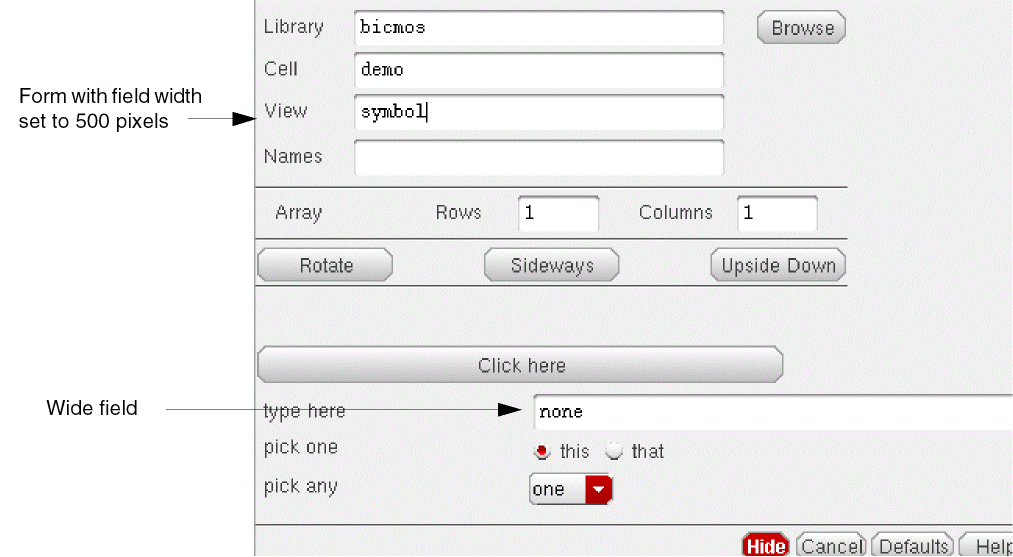 Library bicmos Browse
Cell demo
Form with field width
set to 500 pixels
View symbol
Names
Array Rows 1 Columns 1
Rotate Sideways Upside Down
Click here
Wide field
type here none
pick one this that
pick any one
Hide Cancel Defaults Help